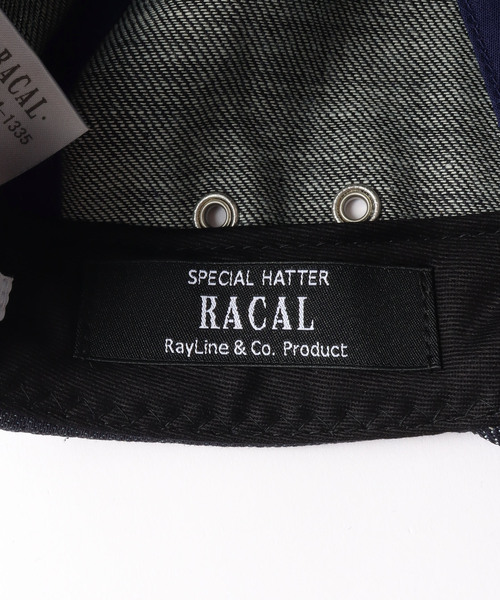 RACAL.
-1335
SPECIAL HATTER
RACAL
RayLine & Co. Product